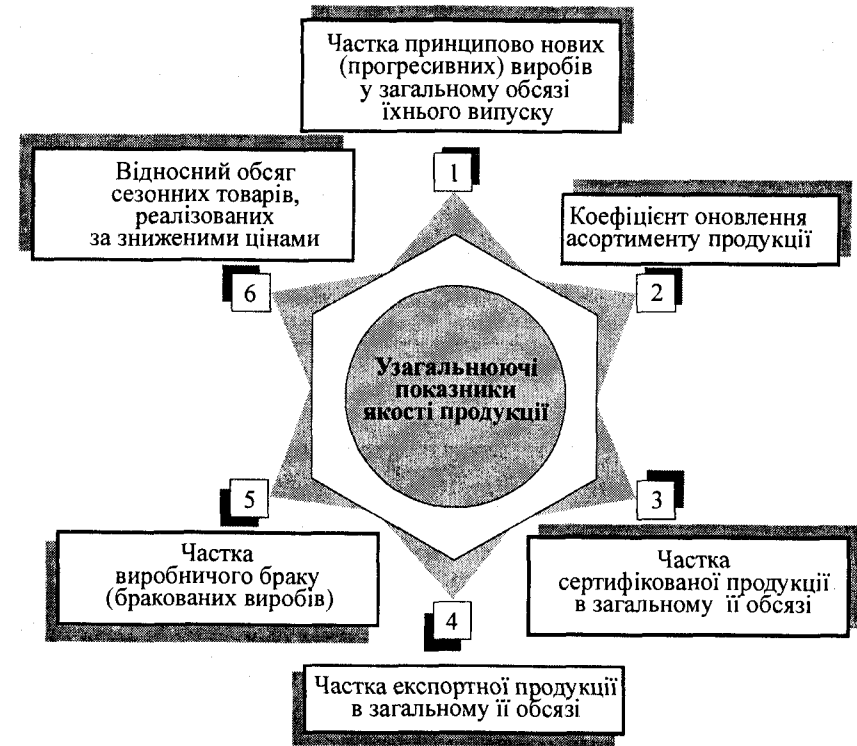 Частка принципово нових
(прогресивних) виробів
у загальному обсязі
їхнього випуску
1
Коефіцієнт оновлення
асортименту продукції
2
Частка
сертифікованої продукції
в загальному її обсязі
3
Частка експортної продукції
в загальному її обсязі
4
Частка
виробничого браку
(бракованих виробів)
5
Відносний обсяг
сезонних товарів,
реалізованих
за зниженими цінами
6
Узагальнюючі
показники
якості продукції